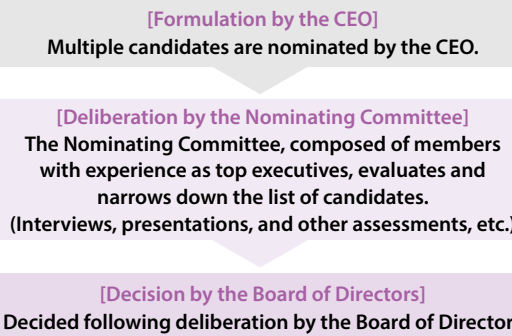 [Formulation by the CEO]
Multiple candidates are nominated by the CEO.
[Deliberation by the Nominating Committee]
The Nominating Committee, composed of members
with experience as top executives, evaluates and
narrows down the list of candidates.
(Interviews, presentations, and other assessments, etc.)
[Decision by the Board of Directors]
Decided following deliberation by the Board of Director